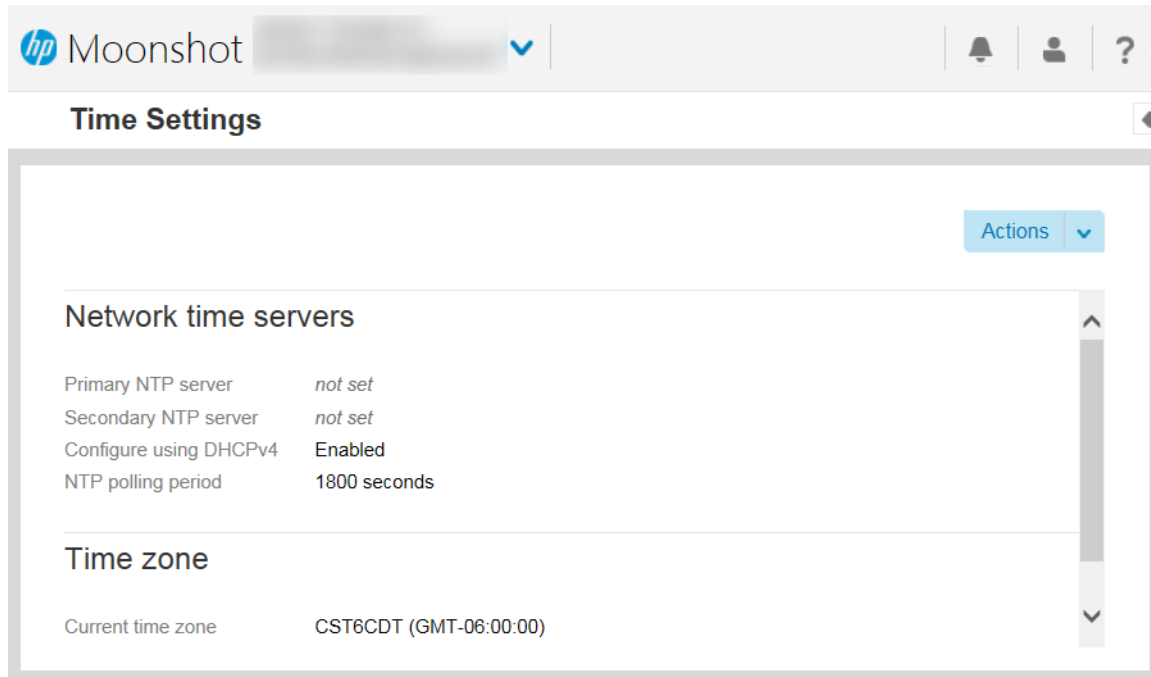 hp Moonshot
?
Time Settings
Actions
Network time servers
Primary NTP server not set
Secondary NTP server not set
Configure using DHCPv4 Enabled
NTP polling period 1800 seconds
Time zone
Current time zone CST6CDT (GMT-06:00:00)